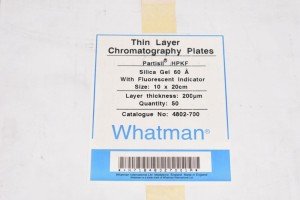 Thin Layer
Chromatography Plates
Partisil® HPKF
Silica Gel 60 Å
With Fluorescent Indicator
Size: 10 x 20cm
Layer thickness: 200μm
Quantity: 50
Catalogue No: 4802-700
Whatman®